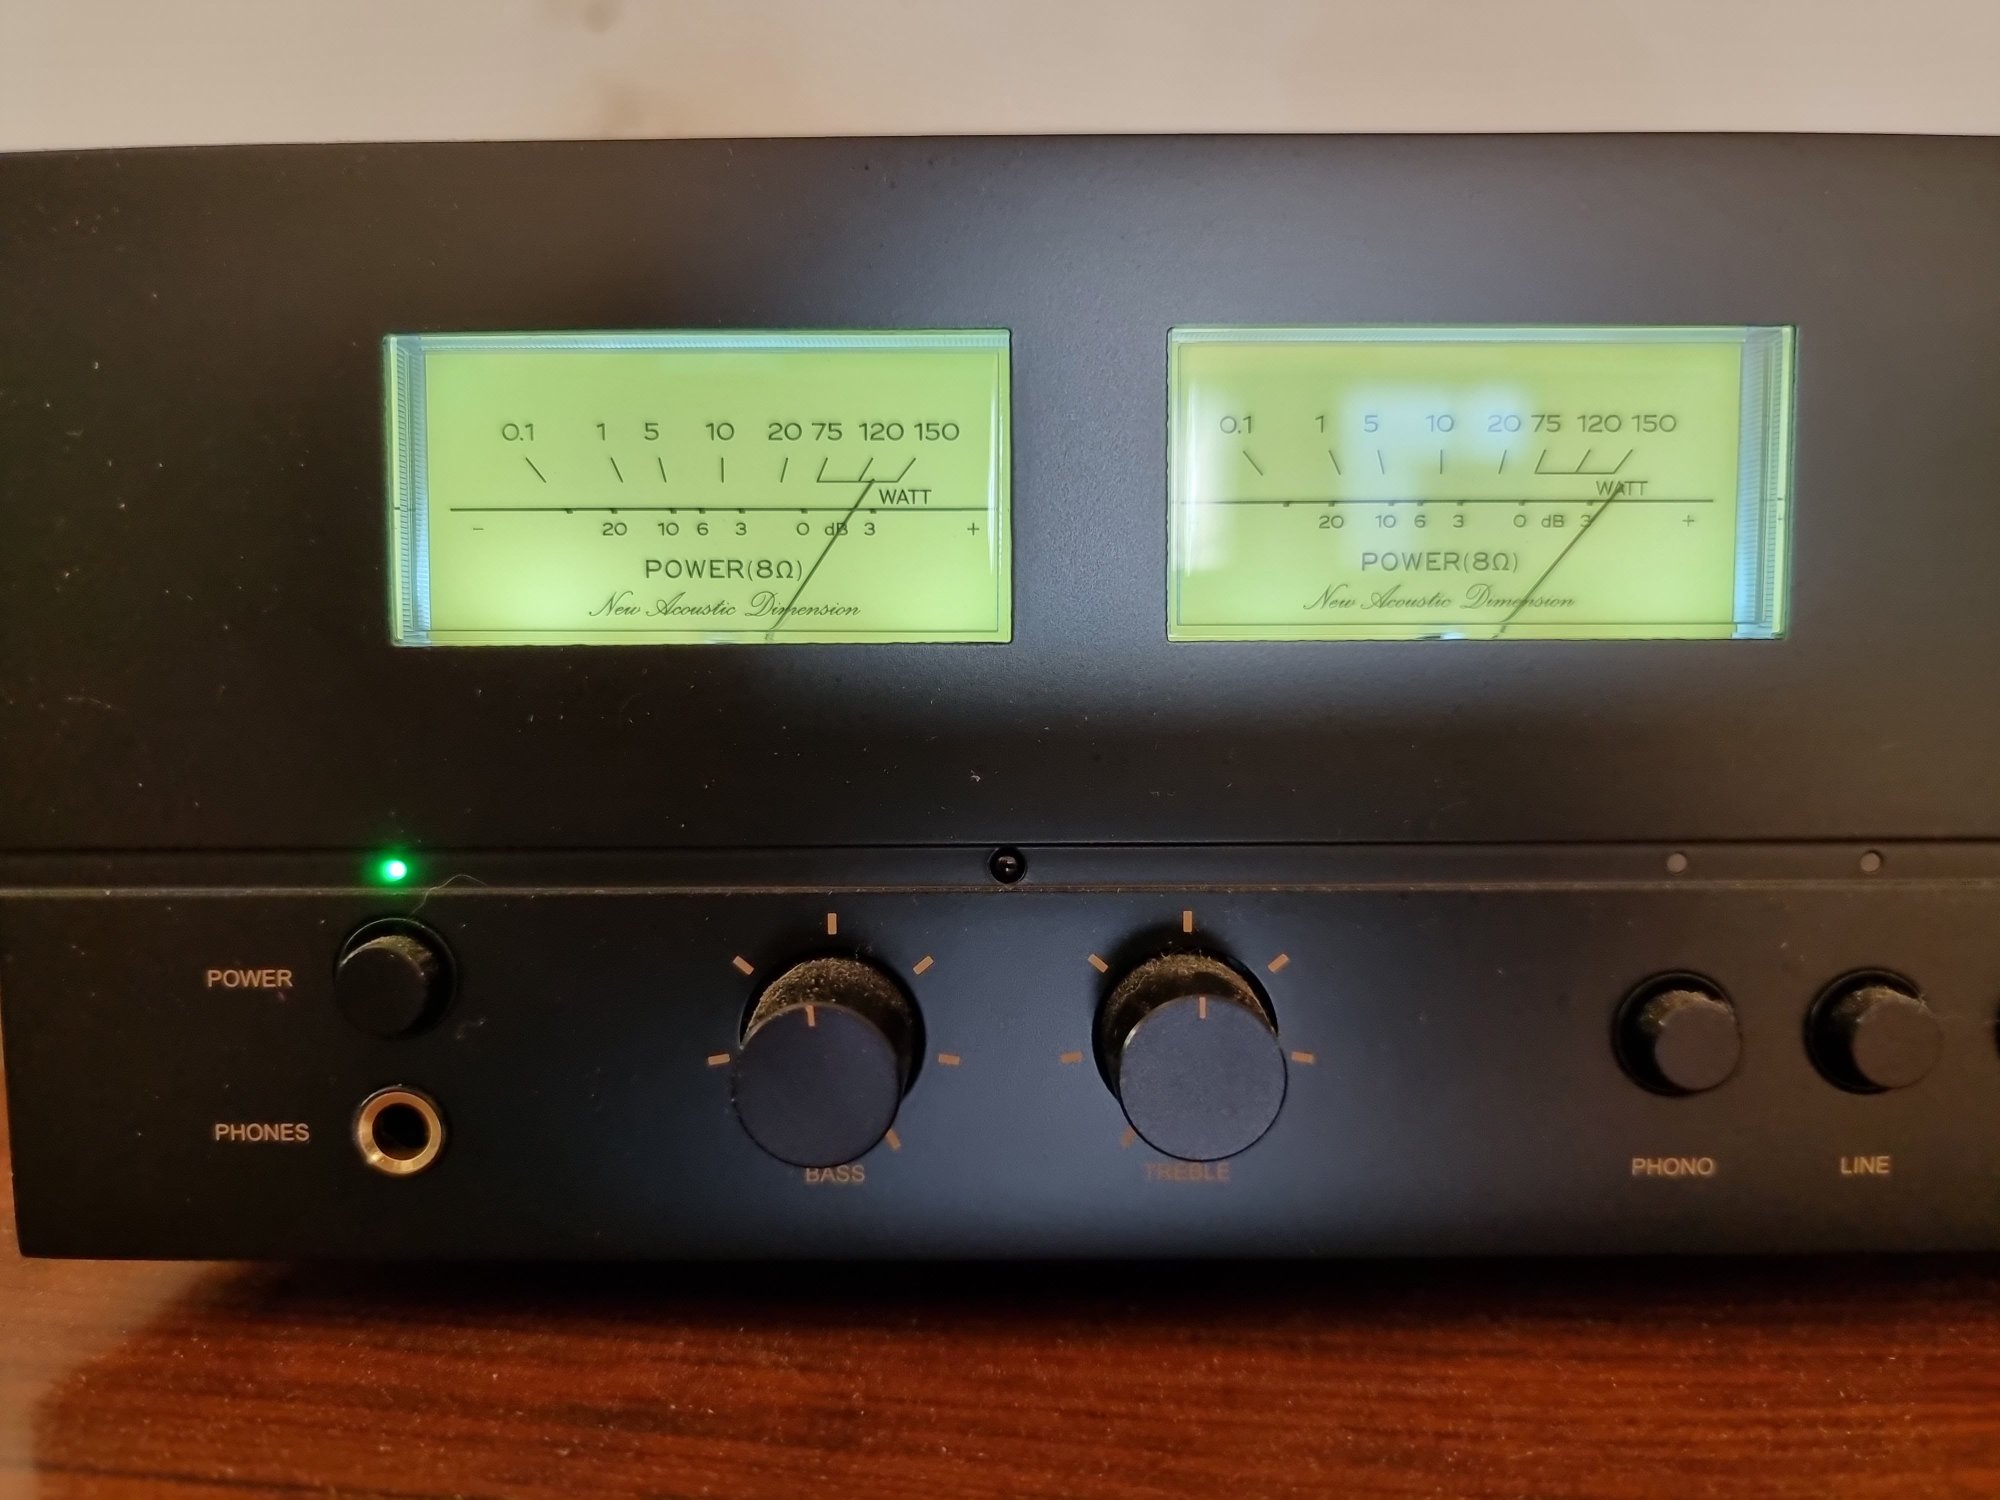 0.1 1 5 10 20 75 120 150
WATT
- 20 10 6 3 0 dB 3 +
POWER(8Ω)
New Acoustic Dimension
0.1 1 5 10 20 75 120 150
WATT
20 10 6 3 0 dB 3 +
POWER(8Ω)
New Acoustic Dimension
POWER
PHONES
BASS
TREBLE
PHONO
LINE